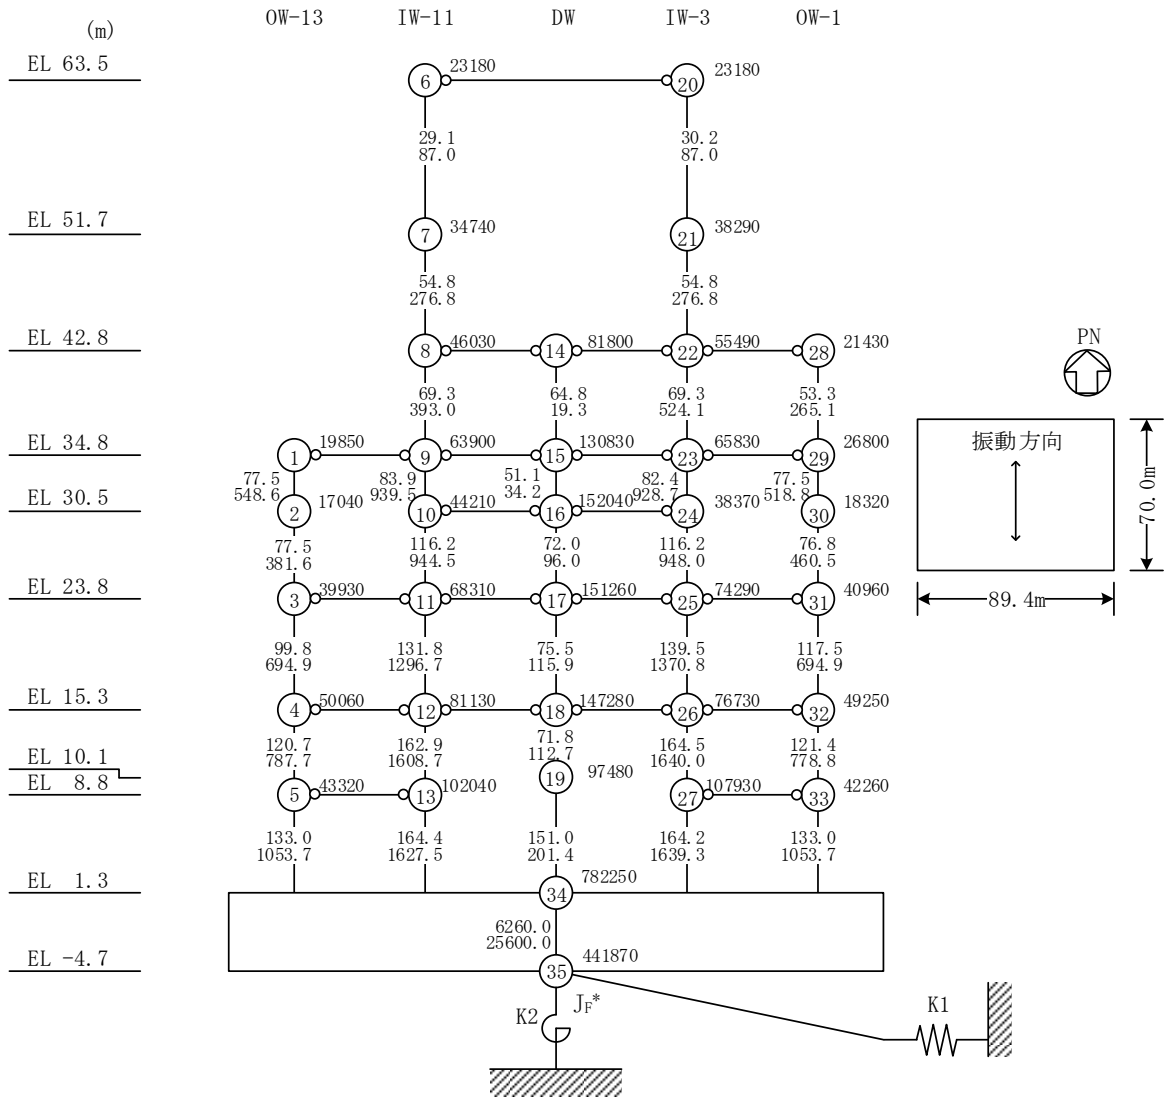 OW-13 IW-11 DW IW-3 OW-1
(m)
EL 63.5
6 23180 20 23180
29.1 30.2
87.0 87.0
EL 51.7
7 34740 21 38290
54.8 54.8
276.8 276.8
EL 42.8
8 46030 14 81800 22 55490 28 21430
PN
69.3 64.8 69.3 53.3
393.0 19.3 524.1 265.1
EL 34.8
1 19850 9 63900 15 130830 23 65830 29 26800
振動方向
77.5 83.9 51.1 82.4 77.5
548.6 939.5 34.2 928.7 518.8
EL 30.5
2 17040 10 44210 16 152040 24 38370 30 18320
70.0m
77.5 116.2 72.0 116.2 76.8
381.6 944.5 96.0 948.0 460.5
EL 23.8
3 39930 11 68310 17 151260 25 74290 31 40960
89.4m
99.8 131.8 75.5 139.5 117.5
694.9 1296.7 115.9 1370.8 694.9
EL 15.3
4 50060 12 81130 18 147280 26 76730 32 49250
120.7 162.9 71.8 164.5 121.4
787.7 1608.7 112.7 1640.0 778.8
EL 10.1
19 97480
EL 8.8
5 43320 13 102040 27 107930 33 42260
133.0 164.4 151.0 164.2 133.0
1053.7 1627.5 201.4 1639.3 1053.7
EL 1.3
34 782250
6260.0
25600.0
EL -4.7
35 441870
K2 JF* K1